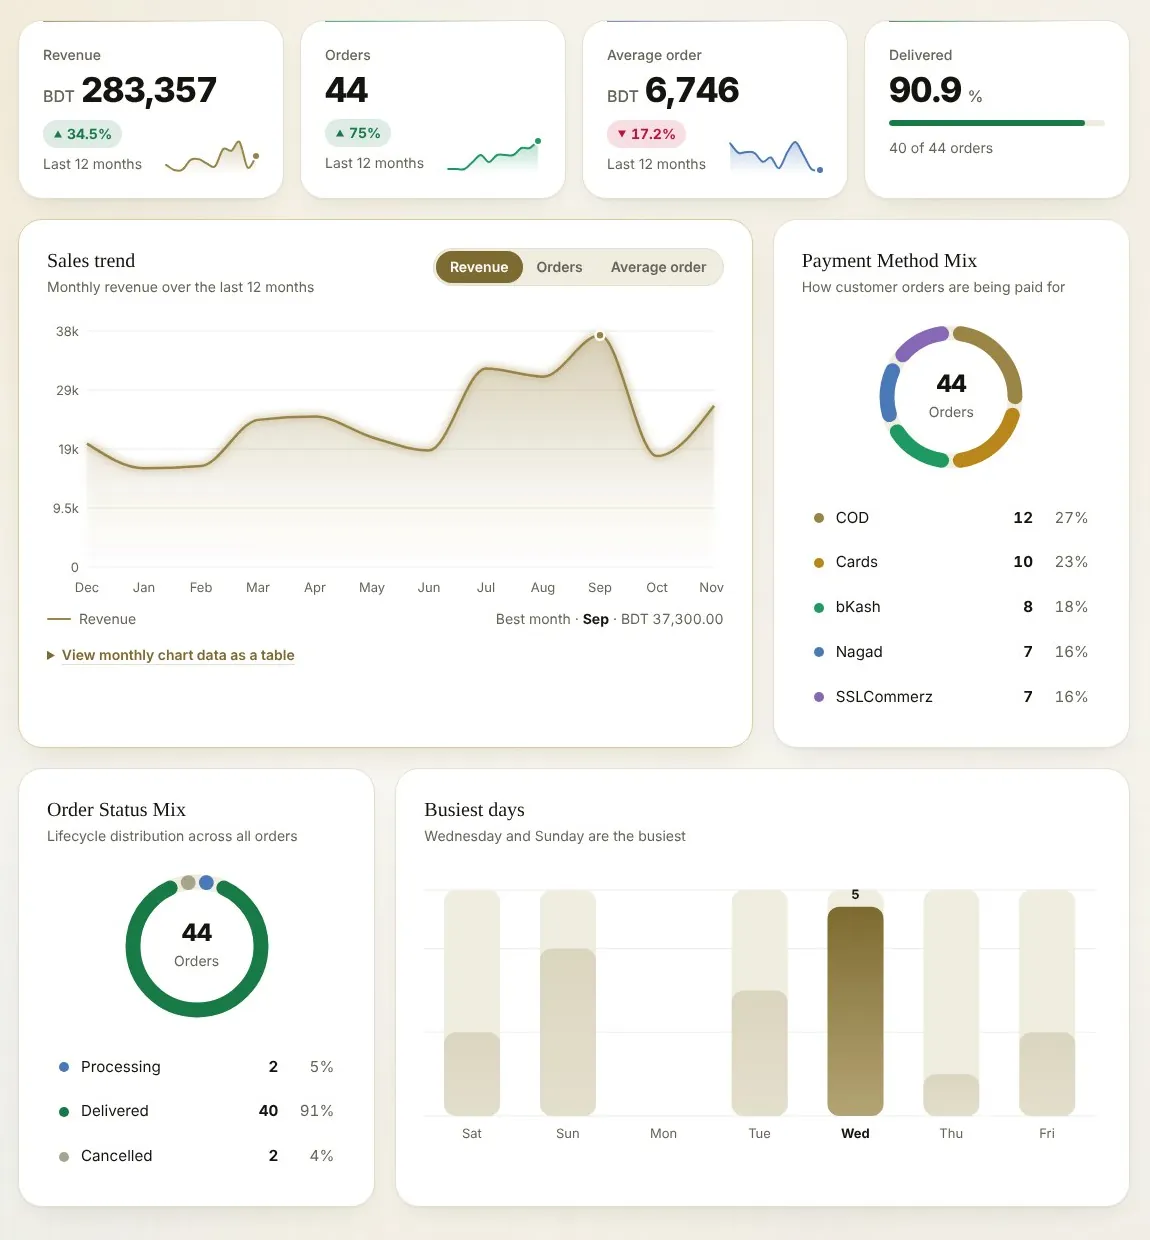 Revenue
BDT 283,357
▲ 34.5%
Last 12 months
Orders
44
▲ 75%
Last 12 months
Average order
BDT 6,746
▼ 17.2%
Last 12 months
Delivered
90.9 %
40 of 44 orders
Sales trend
Monthly revenue over the last 12 months
Revenue Orders Average order
38k
29k
19k
9.5k
0
Dec Jan Feb Mar Apr May Jun Jul Aug Sep Oct Nov
Revenue
Best month · Sep · BDT 37,300.00
▶ View monthly chart data as a table
Payment Method Mix
How customer orders are being paid for
44
Orders
COD 12 27%
Cards 10 23%
bKash 8 18%
Nagad 7 16%
SSLCommerz 7 16%
Order Status Mix
Lifecycle distribution across all orders
44
Orders
Processing 2 5%
Delivered 40 91%
Cancelled 2 4%
Busiest days
Wednesday and Sunday are the busiest
5
Sat Sun Mon Tue Wed Thu Fri